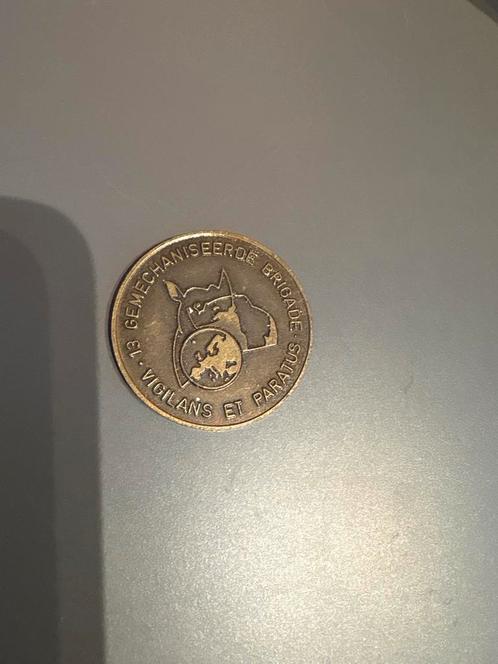 13 GEMECHANISEERDE BRIGADE
· VIGILANS ET PARATUS ·